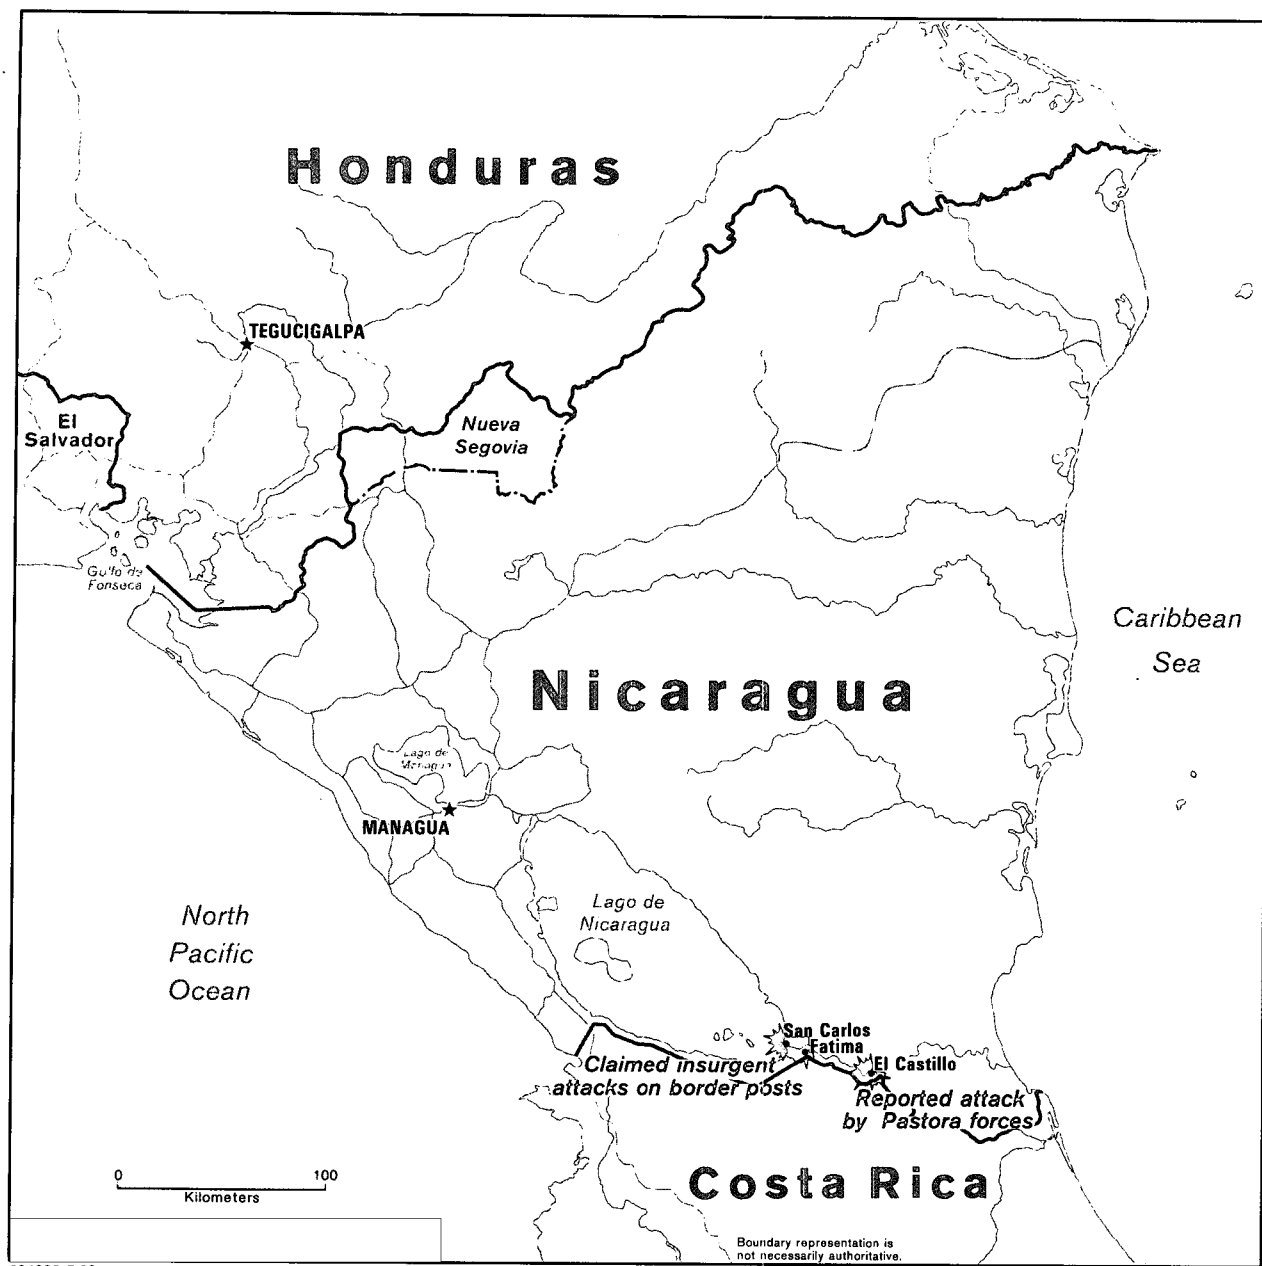 Honduras
TEGUCIGALPA
El
Salvador
Nueva
Segovia
Golfo de
Fonseca
Caribbean
Sea
Nicaragua
Lago de
Managua
MANAGUA
Lago de
Nicaragua
North
Pacific
Ocean
San Carlos
Fatima
El Castillo
Claimed insurgent
attacks on border posts
Reported attack
by Pastora forces
Costa Rica
0 100
Kilometers
Boundary representation is
not necessarily authoritative.